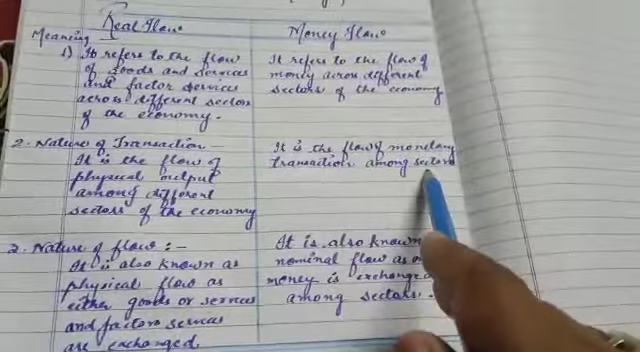 Real Flow
Money Flow
Meaning
1) It refers to the flow
of goods and services
and factor services
across different sectors
of the economy.
It refers to the flow of
money across different
sectors of the economy
2. Nature of Transaction -
It is the flow of
physical output
among different
sectors of the economy
It is the flow of monetary
transaction among sectors
3. Nature of flow :-
It is also known as
physical flow as
either goods or services
and factors services
are exchanged
It is also known
nominal flow as
money is exchange
among sectors.